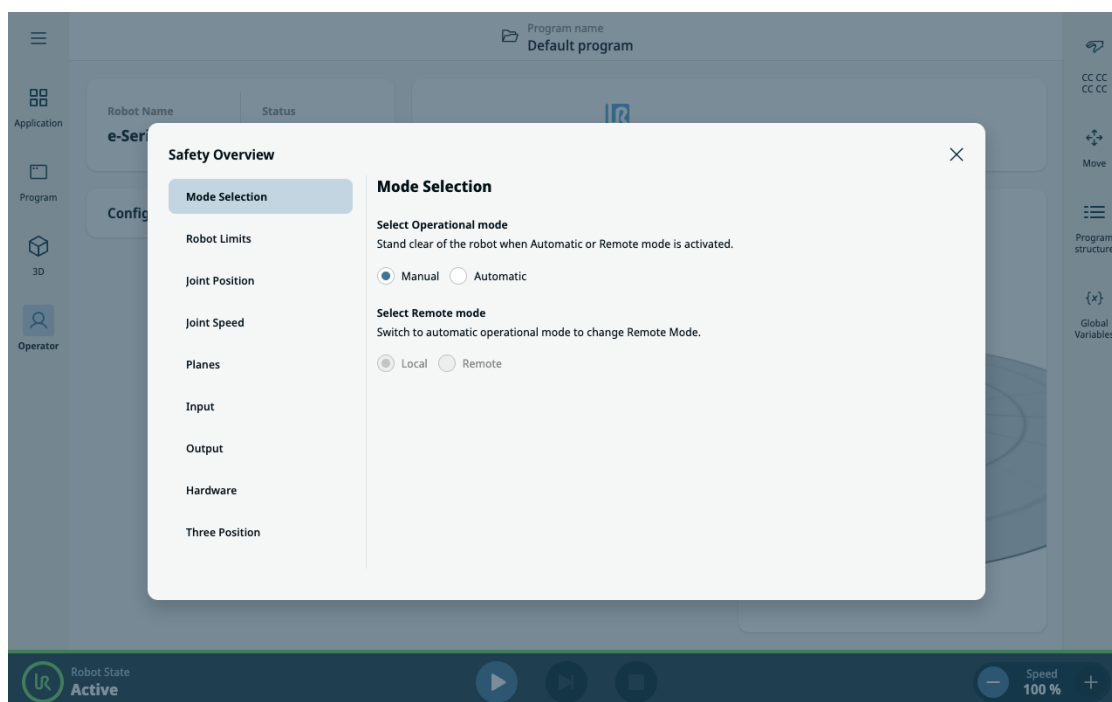 Program name
Default program
Application
Program
3D
Operator
Robot Name
Status
e-Seri
Config
Safety Overview
Mode Selection
Robot Limits
Joint Position
Joint Speed
Planes
Input
Output
Hardware
Three Position
Mode Selection
Select Operational mode
Stand clear of the robot when Automatic or Remote mode is activated.
Manual Automatic
Select Remote mode
Switch to automatic operational mode to change Remote Mode.
Local Remote
CC CC
CC CC
Move
Program
structure
{x}
Global
Variables
Robot State
Active
Speed
100 %